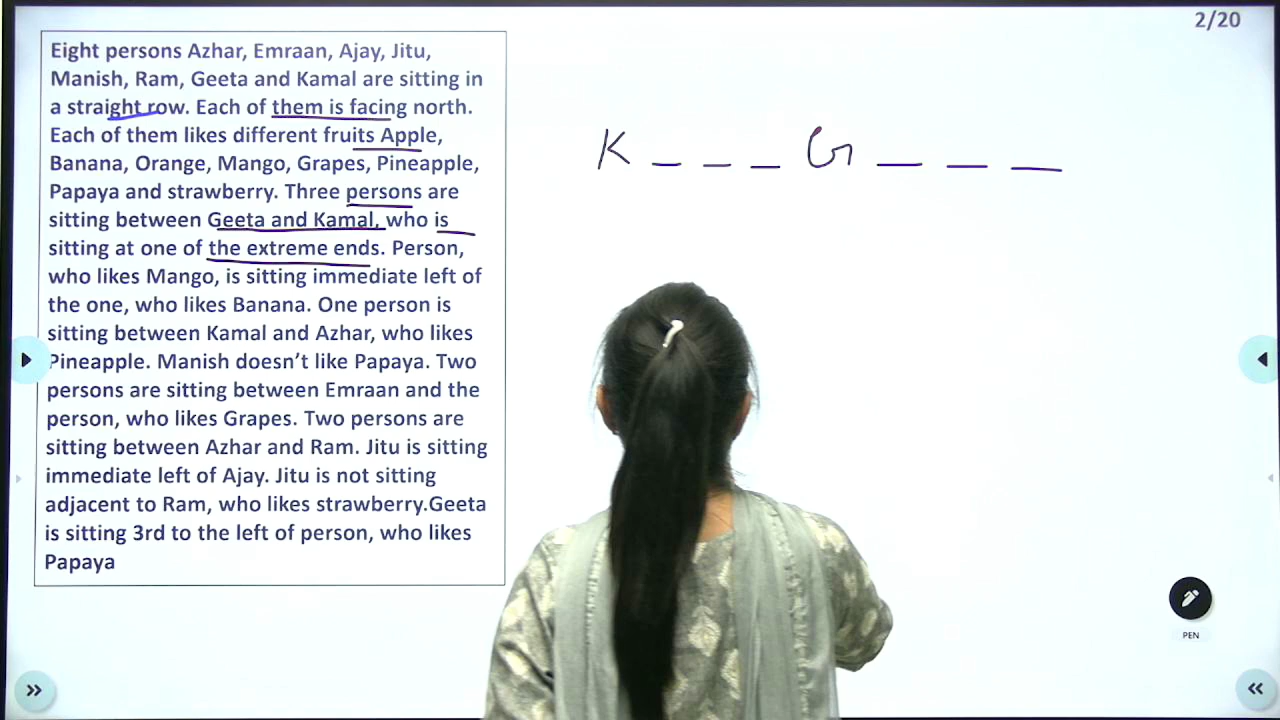 2/20
Eight persons Azhar, Emraan, Ajay, Jitu,
Manish, Ram, Geeta and Kamal are sitting in
a straight row. Each of them is facing north.
Each of them likes different fruits Apple,
Banana, Orange, Mango, Grapes, Pineapple,
Papaya and strawberry. Three persons are
sitting between Geeta and Kamal, who is
sitting at one of the extreme ends. Person,
who likes Mango, is sitting immediate left of
the one, who likes Banana. One person is
sitting between Kamal and Azhar, who likes
Pineapple. Manish doesn't like Papaya. Two
persons are sitting between Emraan and the
person, who likes Grapes. Two persons are
sitting between Azhar and Ram. Jitu is sitting
immediate left of Ajay. Jitu is not sitting
adjacent to Ram, who likes strawberry.Geeta
is sitting 3rd to the left of person, who likes
Papaya
K _ _ _ G _ _ _
PEN